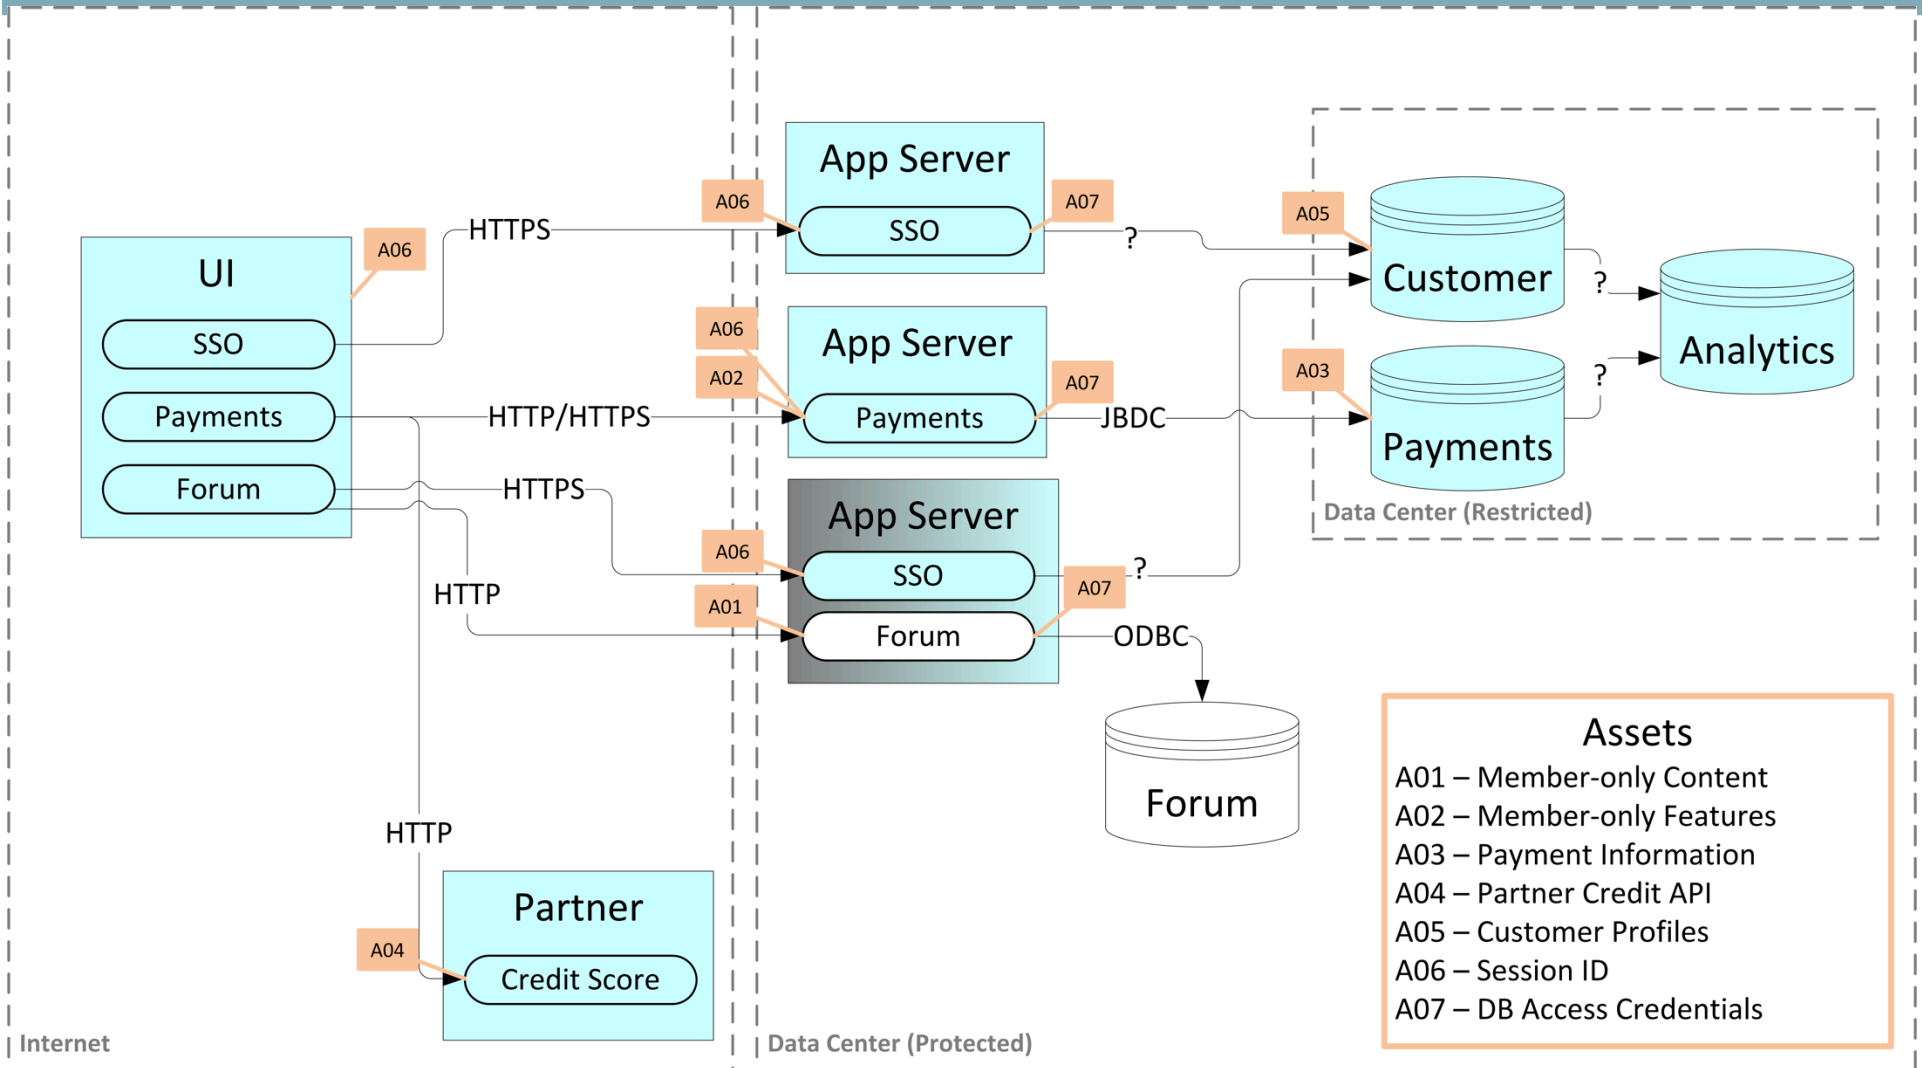 UI
A06
SSO
Payments
Forum
HTTPS
HTTP/HTTPS
HTTPS
HTTP
HTTP
Partner
A04
Credit Score
Internet
App Server
A06
SSO
A07
?
App Server
A06
A02
Payments
A07
JBDC
App Server
A06
SSO
?
A01
Forum
A07
ODBC
Forum
A05
Customer
?
Analytics
A03
Payments
?
Data Center (Restricted)
Data Center (Protected)
Assets
A01 – Member-only Content
A02 – Member-only Features
A03 – Payment Information
A04 – Partner Credit API
A05 – Customer Profiles
A06 – Session ID
A07 – DB Access Credentials